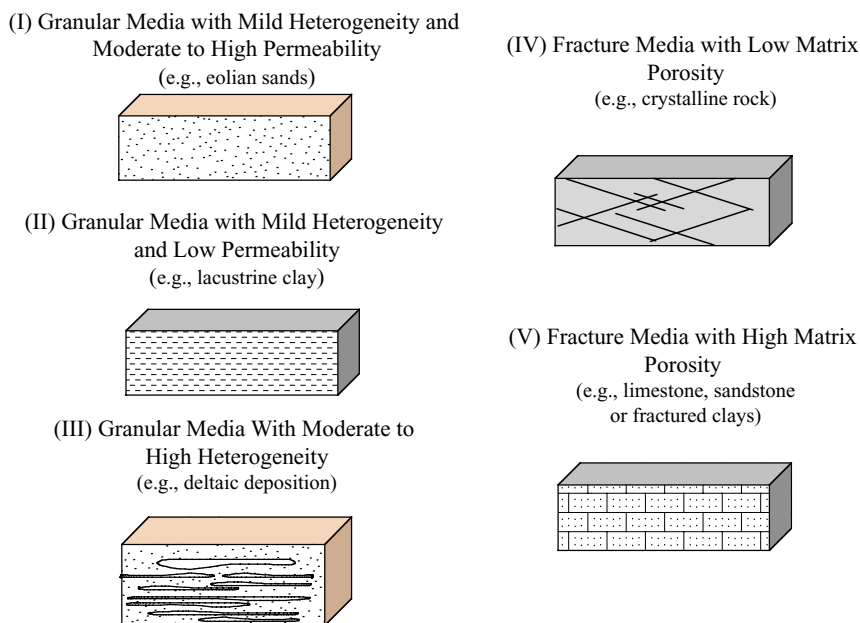 (I) Granular Media with Mild Heterogeneity and
Moderate to High Permeability
(e.g., eolian sands)
(II) Granular Media with Mild Heterogeneity
and Low Permeability
(e.g., lacustrine clay)
(III) Granular Media With Moderate to
High Heterogeneity
(e.g., deltaic deposition)
(IV) Fracture Media with Low Matrix
Porosity
(e.g., crystalline rock)
(V) Fracture Media with High Matrix
Porosity
(e.g., limestone, sandstone
or fractured clays)